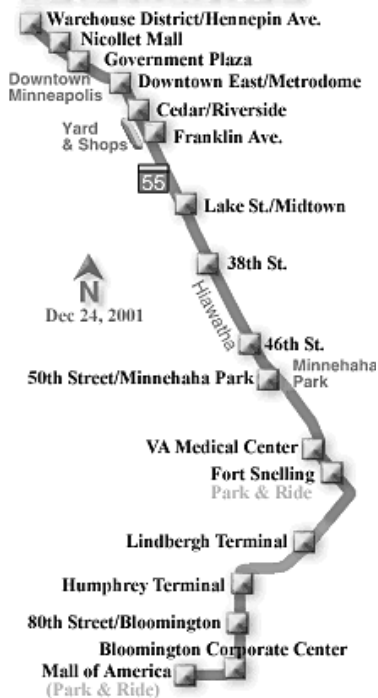 Warehouse District/Hennepin Ave.
Nicollet Mall
Government Plaza
Downtown
Minneapolis
Downtown East/Metrodome
Cedar/Riverside
Yard
& Shops
Franklin Ave.
55
Lake St./Midtown
38th St.
N
Dec 24, 2001
Hiawatha
46th St.
Minnehaha
Park
50th Street/Minnehaha Park
VA Medical Center
Fort Snelling
Park & Ride
Lindbergh Terminal
Humphrey Terminal
80th Street/Bloomington
Bloomington Corporate Center
Mall of America
(Park & Ride)